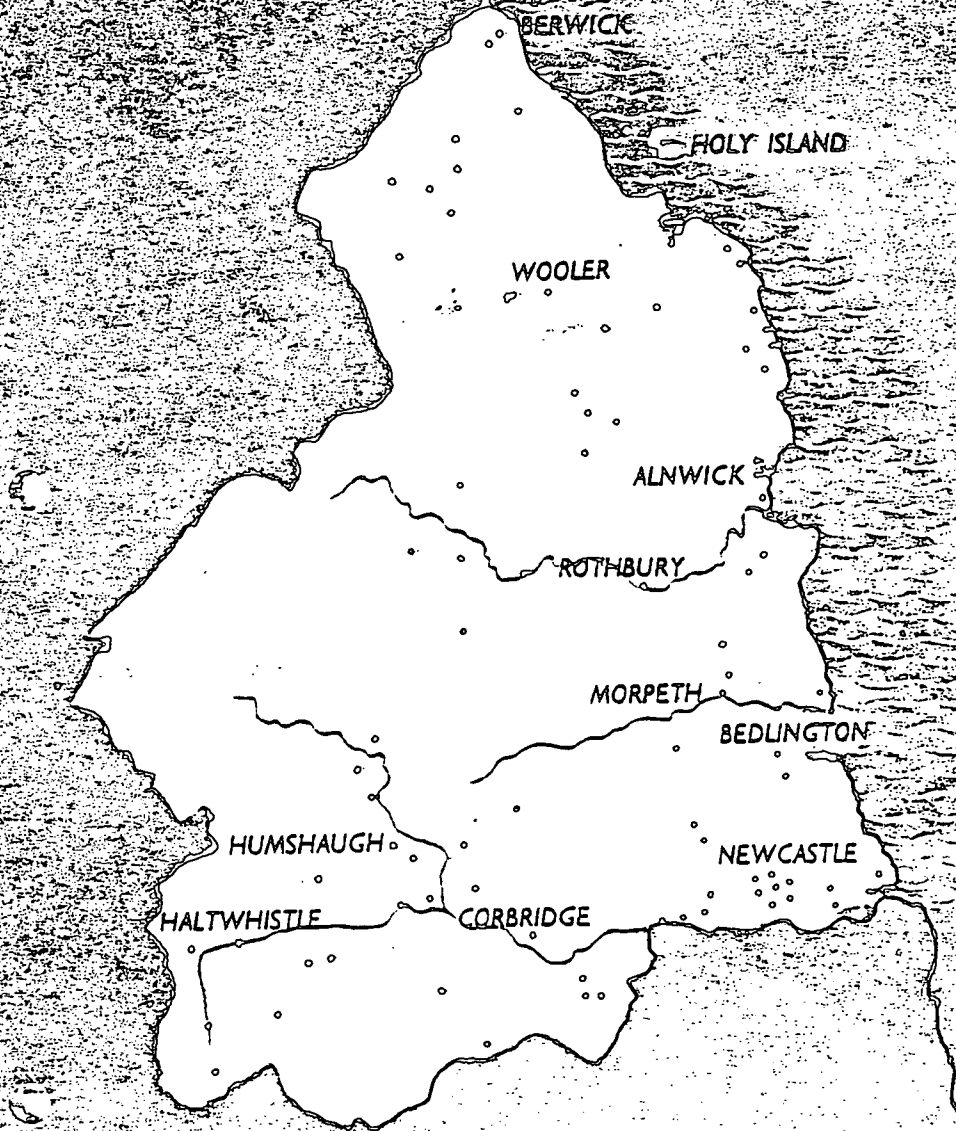 BERWICK
HOLY ISLAND
WOOLER
ALNWICK
ROTHBURY
MORPETH
BEDLINGTON
HUMSHAUGH
NEWCASTLE
HALTWHISTLE
CORBRIDGE